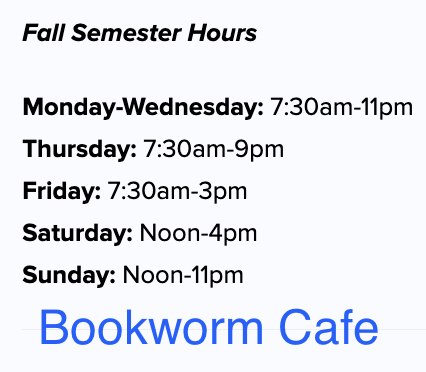 Fall Semester Hours
Monday-Wednesday: 7:30am-11pm
Thursday: 7:30am-9pm
Friday: 7:30am-3pm
Saturday: Noon-4pm
Sunday: Noon-11pm
Bookworm Cafe